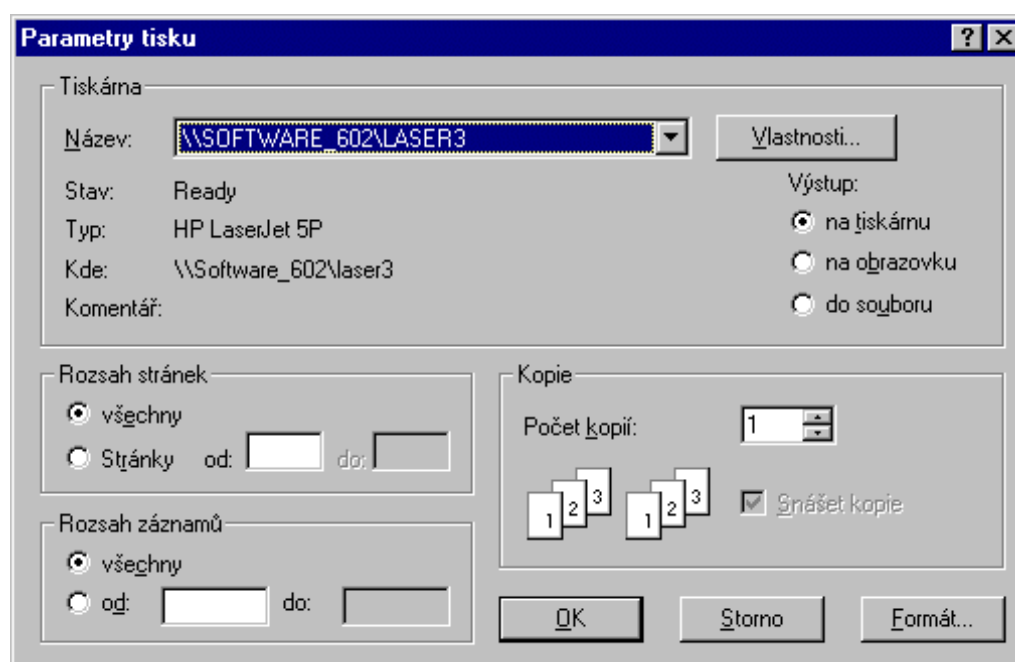 Parametry tisku
Tiskárna
Název: \\SOFTWARE_602\LASER3 Vlastnosti...
Stav: Ready Výstup:
Typ: HP LaserJet 5P na tiskárnu
Kde: \\Software_602\laser3 na obrazovku
Komentář: do souboru
Rozsah stránek Kopie
všechny Počet kopií: 1
Stránky od: do:
1 2 3 1 2 3 Snášet kopie
Rozsah záznamů
všechny
od: do:
OK Storno Formát...